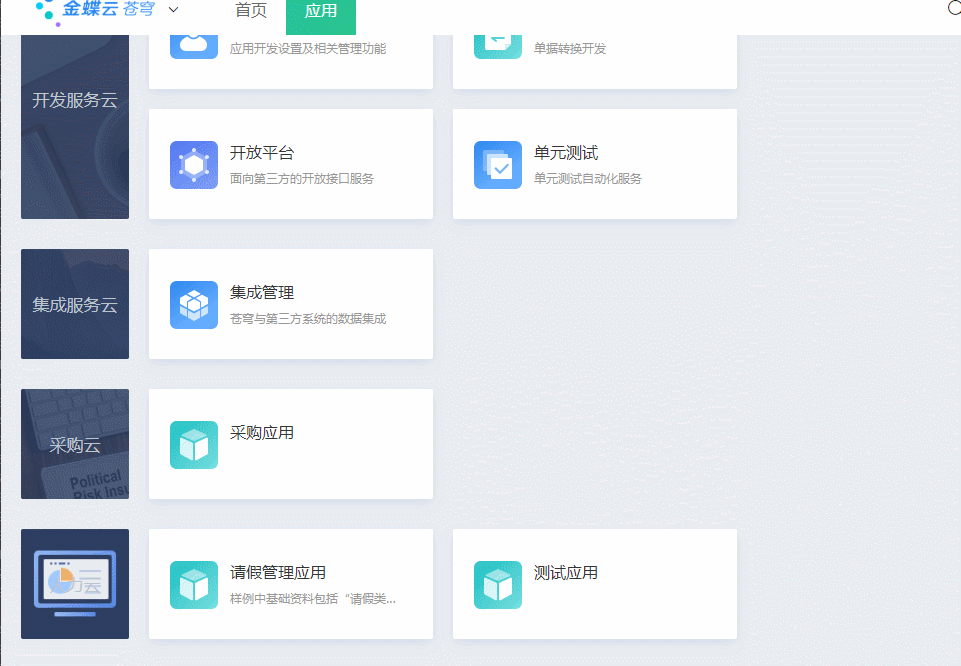 金蝶云 苍穹
首页
应用
开发服务云
应用开发设置及相关管理功能
单据转换开发
开放平台
面向第三方的开放接口服务
单元测试
单元测试自动化服务
集成服务云
集成管理
苍穹与第三方系统的数据集成
采购云
Political
Risk Insu
采购应用
请假管理应用
样例中基础资料包括“请假类...
测试应用